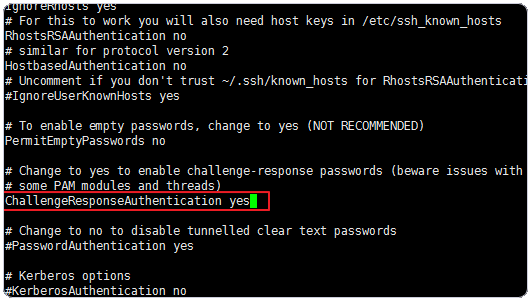 IgnoreRhosts yes
# For this to work you will also need host keys in /etc/ssh_known_hosts
RhostsRSAAuthentication no
# similar for protocol version 2
HostbasedAuthentication no
# Uncomment if you don't trust ~/.ssh/known_hosts for RhostsRSAAuthenticati
#IgnoreUserKnownHosts yes
# To enable empty passwords, change to yes (NOT RECOMMENDED)
PermitEmptyPasswords no
# Change to yes to enable challenge-response passwords (beware issues with
# some PAM modules and threads)
ChallengeResponseAuthentication yes
# Change to no to disable tunnelled clear text passwords
#PasswordAuthentication yes
# Kerberos options
#KerberosAuthentication no